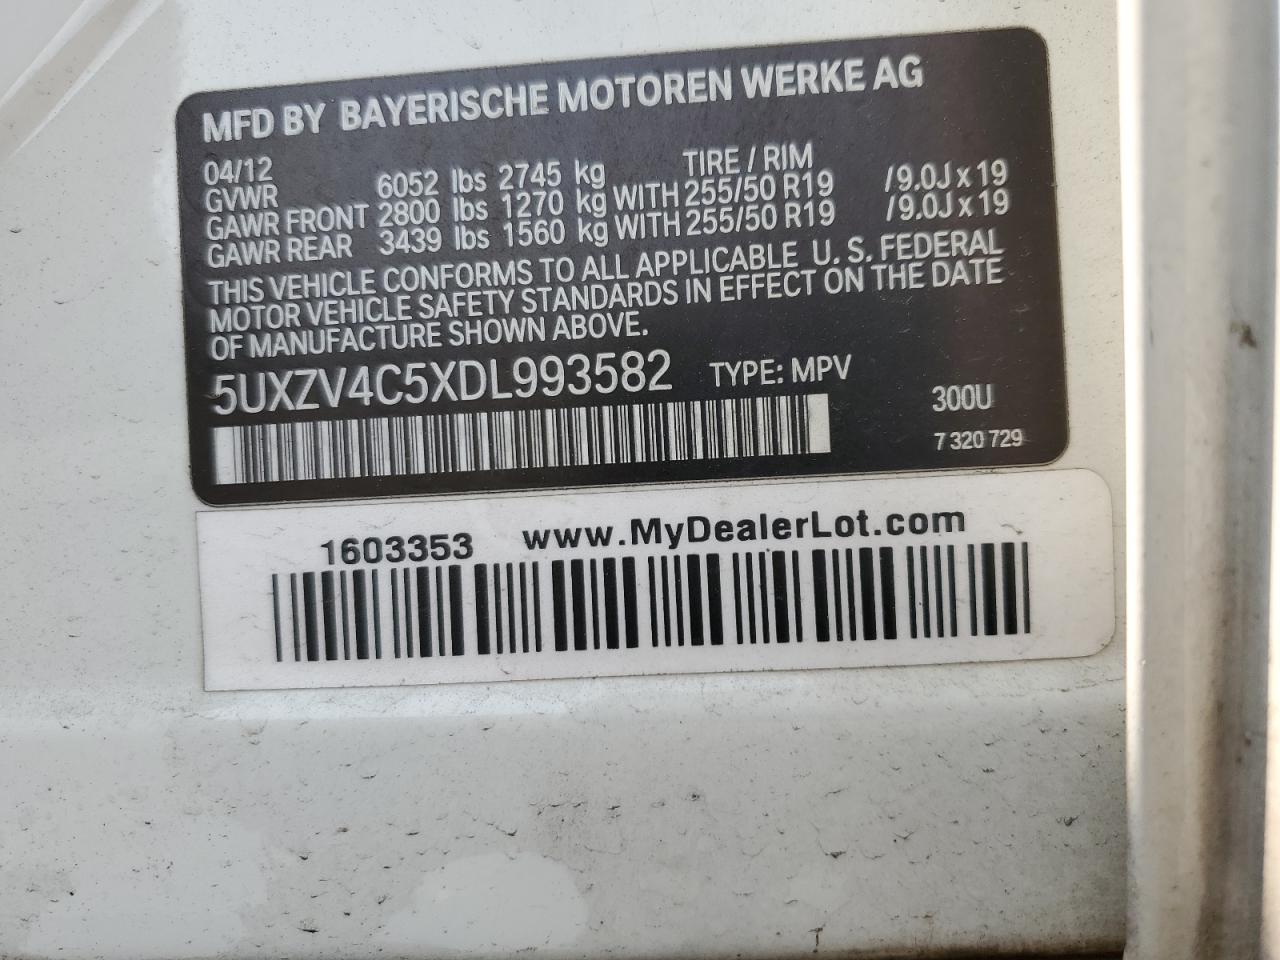 MFD BY BAYERISCHE MOTOREN WERKE AG
04/12 TIRE / RIM
GVWR 6052 lbs 2745 kg
GAWR FRONT 2800 lbs 1270 kg WITH 255/50 R19 /9.0J x 19
GAWR REAR 3439 lbs 1560 kg WITH 255/50 R19 /9.0J x 19
THIS VEHICLE CONFORMS TO ALL APPLICABLE U. S. FEDERAL
MOTOR VEHICLE SAFETY STANDARDS IN EFFECT ON THE DATE
OF MANUFACTURE SHOWN ABOVE.
5UXZV4C5XDL993582 TYPE: MPV
300U
7 320 729
1603353 www.MyDealerLot.com